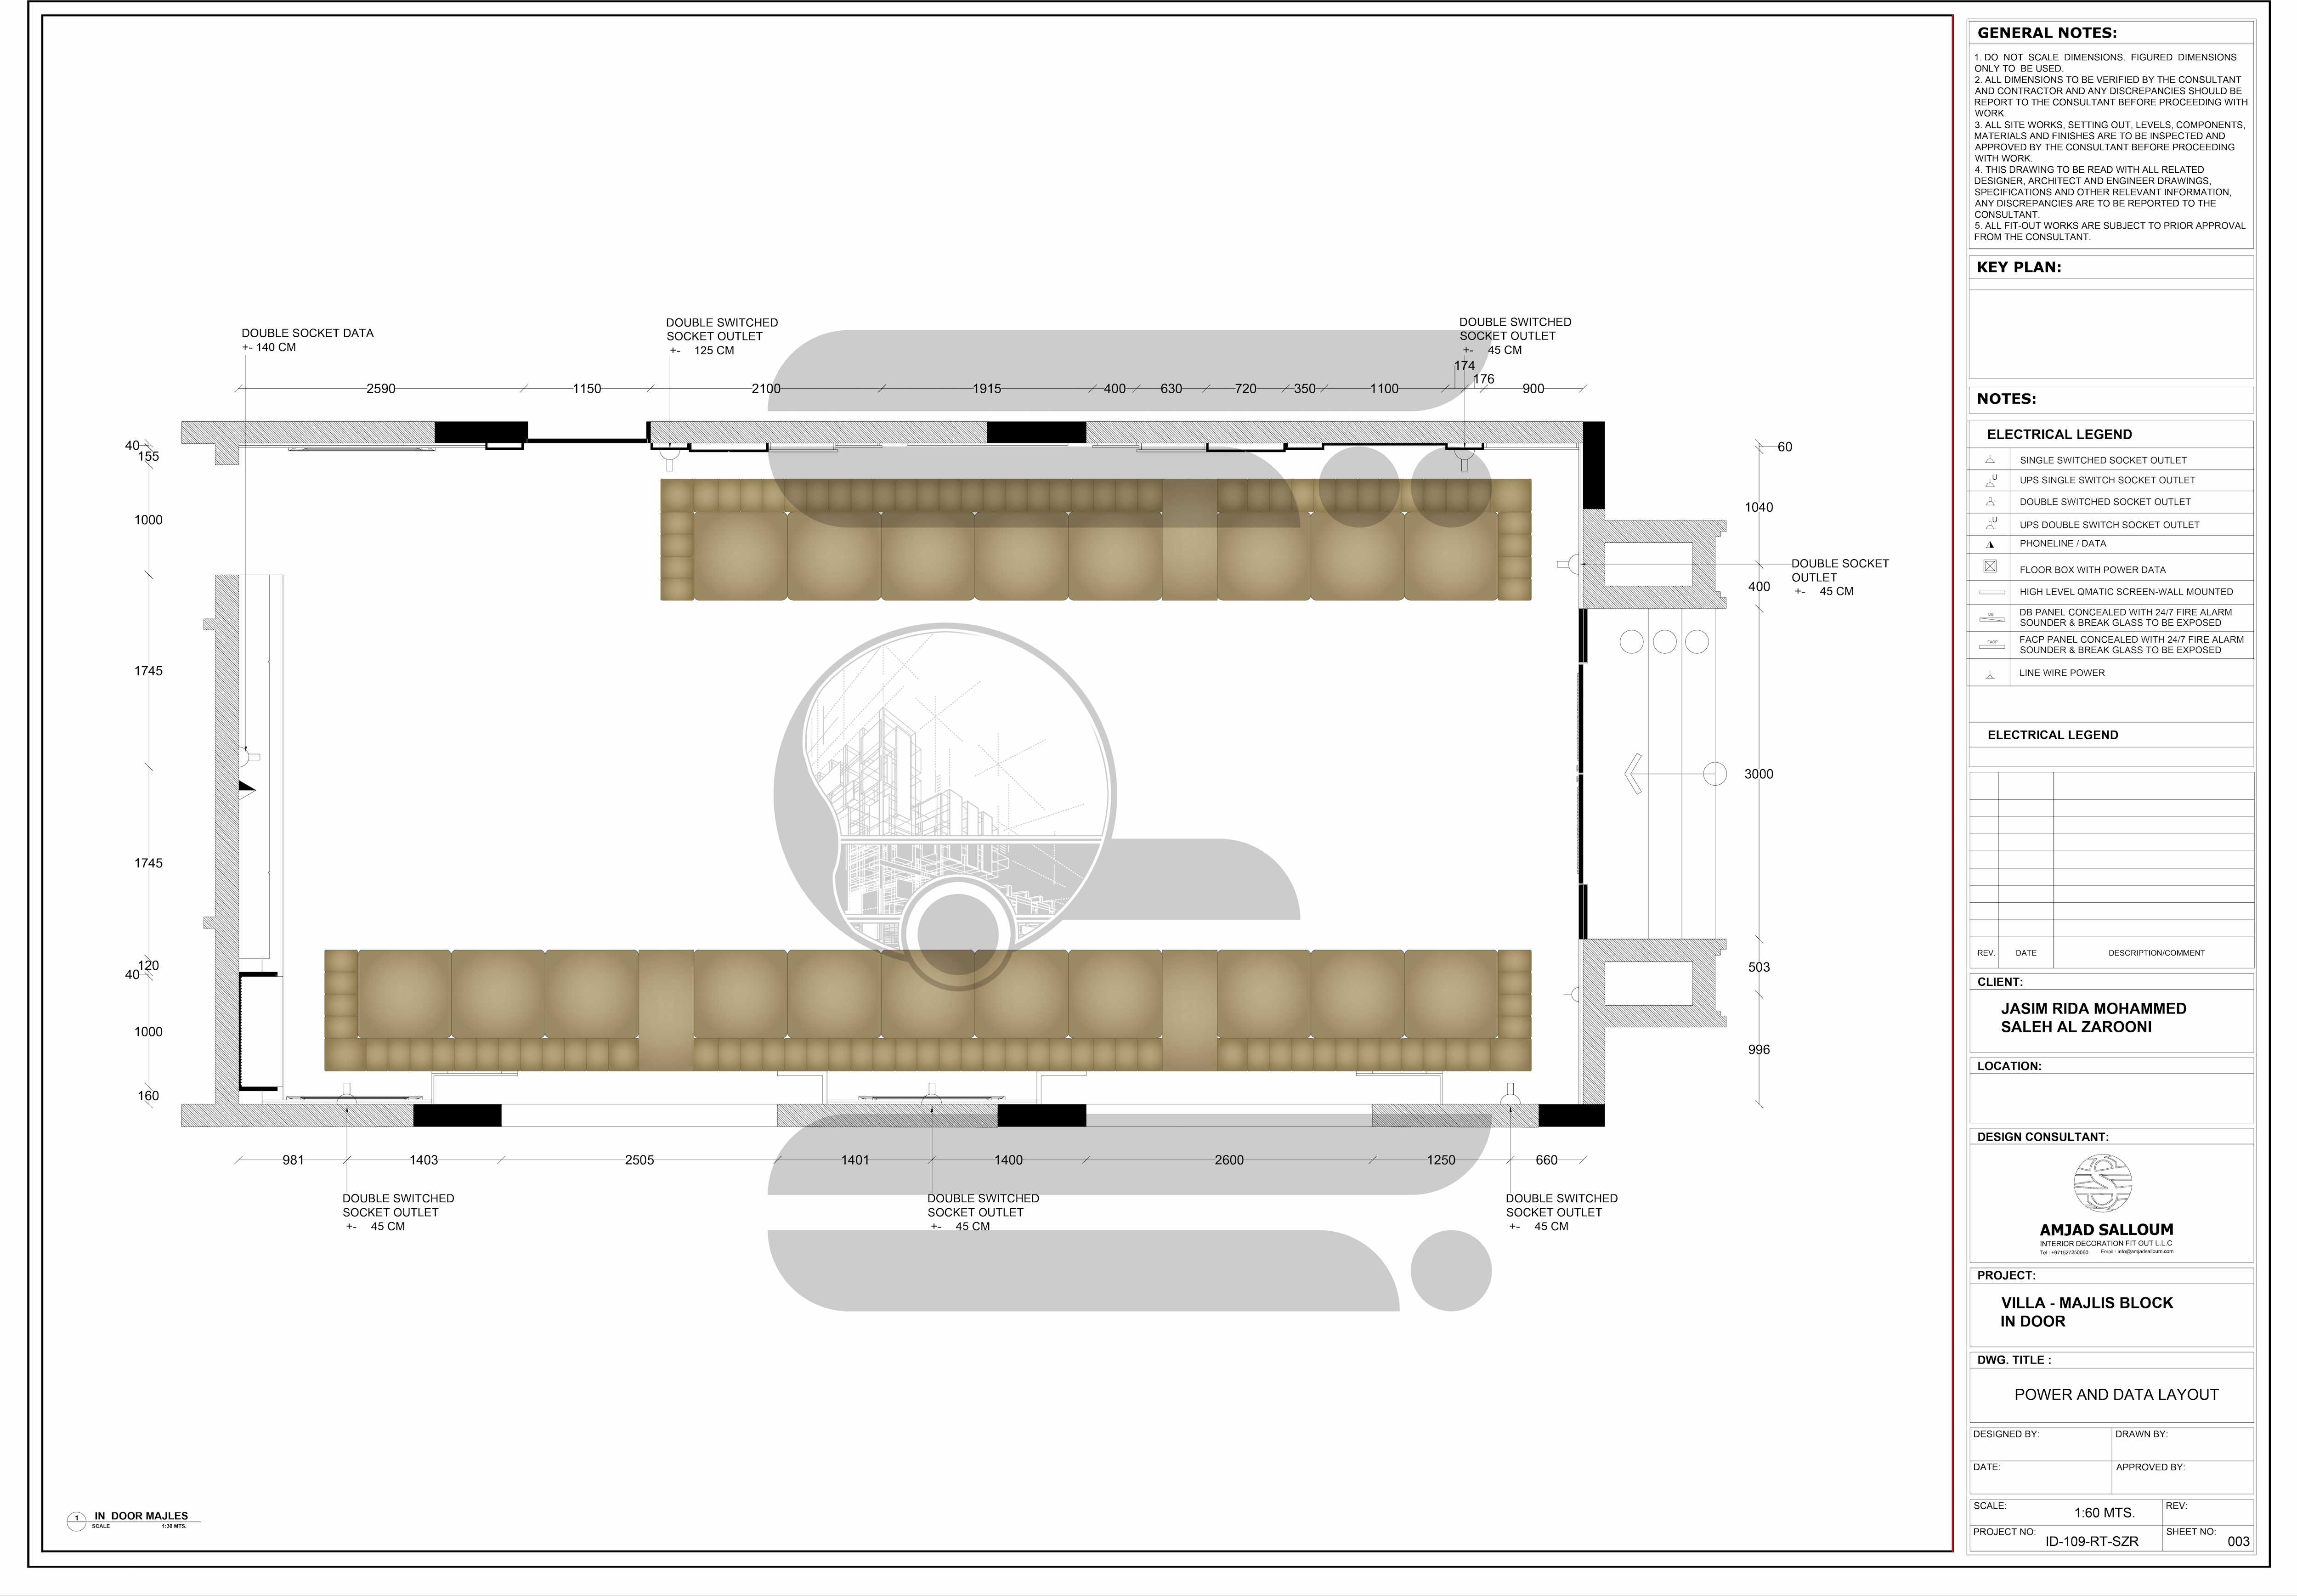 DOUBLE SOCKET DATA
+- 140 CM
DOUBLE SWITCHED
SOCKET OUTLET
+- 125 CM
DOUBLE SWITCHED
SOCKET OUTLET
+- 45 CM
174
176
2590
1150
2100
1915
400
630
720
350
1100
900
40
155
1000
1745
1745
120
40
1000
160
60
1040
400
3000
503
996
DOUBLE SOCKET
OUTLET
+- 45 CM
981
1403
2505
1401
1400
2600
1250
660
DOUBLE SWITCHED
SOCKET OUTLET
+- 45 CM
DOUBLE SWITCHED
SOCKET OUTLET
+- 45 CM
DOUBLE SWITCHED
SOCKET OUTLET
+- 45 CM
1
IN DOOR MAJLES
SCALE 1:30 MTS.
GENERAL NOTES:
1. DO NOT SCALE DIMENSIONS. FIGURED DIMENSIONS
ONLY TO BE USED.
2. ALL DIMENSIONS TO BE VERIFIED BY THE CONSULTANT
AND CONTRACTOR AND ANY DISCREPANCIES SHOULD BE
REPORT TO THE CONSULTANT BEFORE PROCEEDING WITH
WORK.
3. ALL SITE WORKS, SETTING OUT, LEVELS, COMPONENTS,
MATERIALS AND FINISHES ARE TO BE INSPECTED AND
APPROVED BY THE CONSULTANT BEFORE PROCEEDING
WITH WORK.
4. THIS DRAWING TO BE READ WITH ALL RELATED
DESIGNER, ARCHITECT AND ENGINEER DRAWINGS,
SPECIFICATIONS AND OTHER RELEVANT INFORMATION,
ANY DISCREPANCIES ARE TO BE REPORTED TO THE
CONSULTANT.
5. ALL FIT-OUT WORKS ARE SUBJECT TO PRIOR APPROVAL
FROM THE CONSULTANT.
KEY PLAN:
NOTES:
ELECTRICAL LEGEND
SINGLE SWITCHED SOCKET OUTLET
U
UPS SINGLE SWITCH SOCKET OUTLET
DOUBLE SWITCHED SOCKET OUTLET
U
UPS DOUBLE SWITCH SOCKET OUTLET
PHONELINE / DATA
FLOOR BOX WITH POWER DATA
HIGH LEVEL QMATIC SCREEN-WALL MOUNTED
DB
DB PANEL CONCEALED WITH 24/7 FIRE ALARM
SOUNDER & BREAK GLASS TO BE EXPOSED
FACP
FACP PANEL CONCEALED WITH 24/7 FIRE ALARM
SOUNDER & BREAK GLASS TO BE EXPOSED
LINE WIRE POWER
ELECTRICAL LEGEND
REV. DATE DESCRIPTION/COMMENT
CLIENT:
JASIM RIDA MOHAMMED
SALEH AL ZAROONI
LOCATION:
DESIGN CONSULTANT:
AMJAD SALLOUM
INTERIOR DECORATION FIT OUT L.L.C
Tel : +971527250080 Email : info@amjadsalloum.com
PROJECT:
VILLA - MAJLIS BLOCK
IN DOOR
DWG. TITLE :
POWER AND DATA LAYOUT
DESIGNED BY: DRAWN BY:
DATE: APPROVED BY:
SCALE: 1:60 MTS. REV:
PROJECT NO: ID-109-RT-SZR SHEET NO: 003